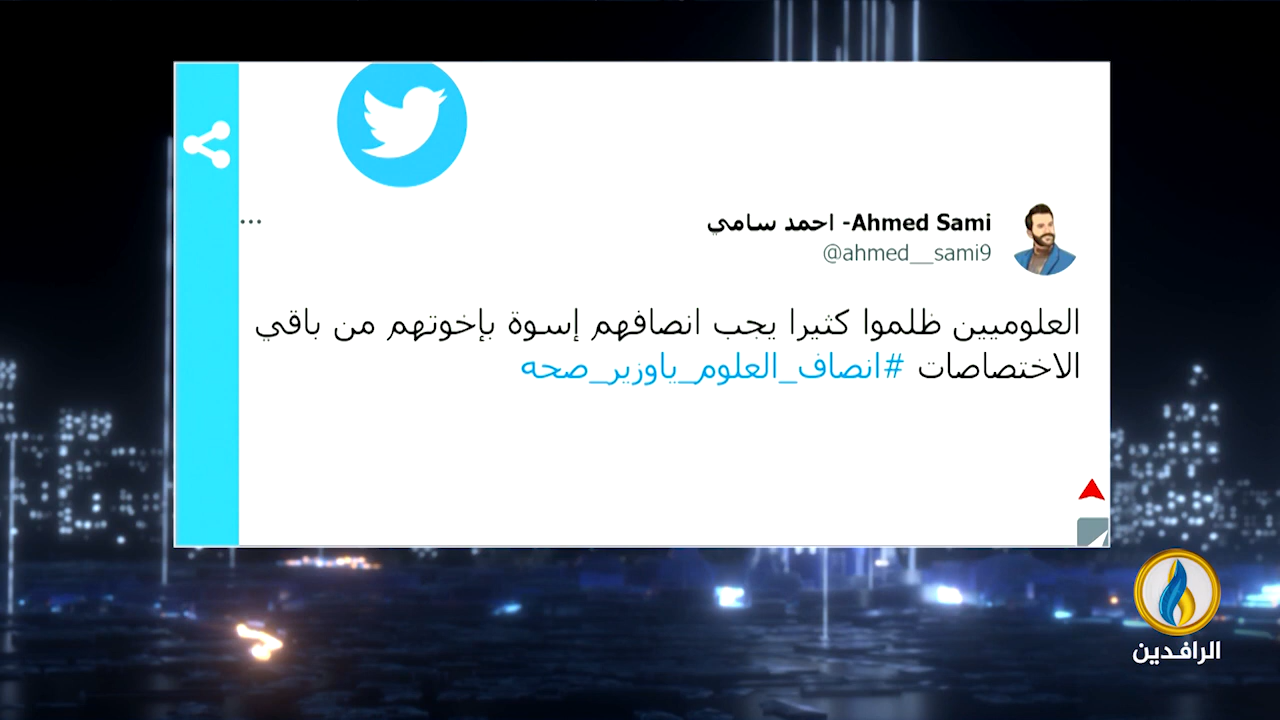 احمد سامي -Ahmed Sami
@ahmed__sami9
...
العلوميين ظلموا كثيرا يجب انصافهم إسوة بإخوتهم من باقي
الاختصاصات #انصاف_العلوم_ياوزير_صحه
الرافدين